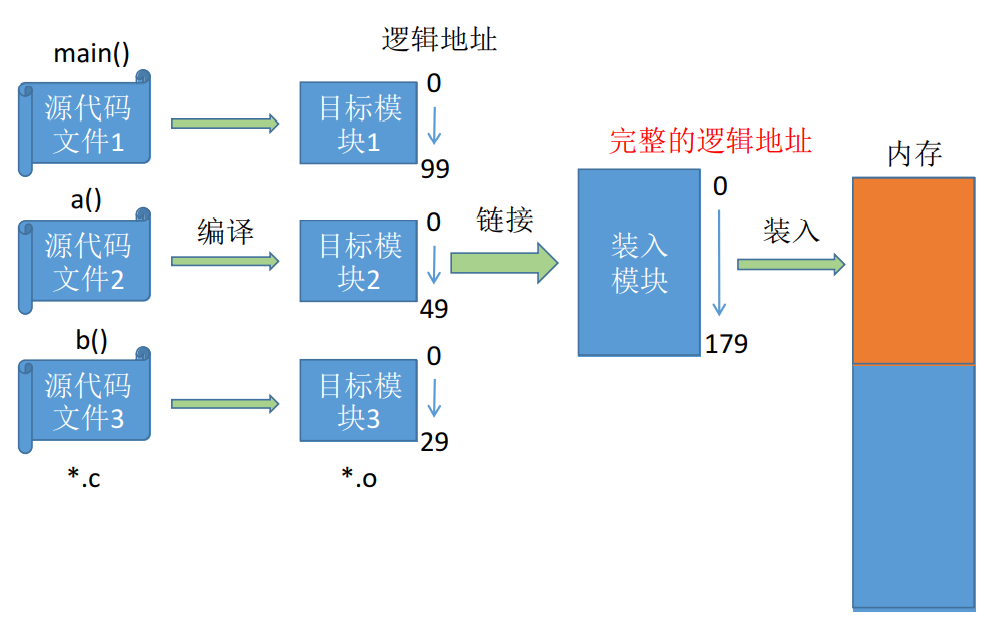 逻辑地址
main()
源代码
文件1
目标模
块1
0
99
a()
源代码
文件2
编译
目标模
块2
0
49
链接
b()
源代码
文件3
目标模
块3
0
29
*.c
*.o
完整的逻辑地址
装入
模块
0
179
装入
内存